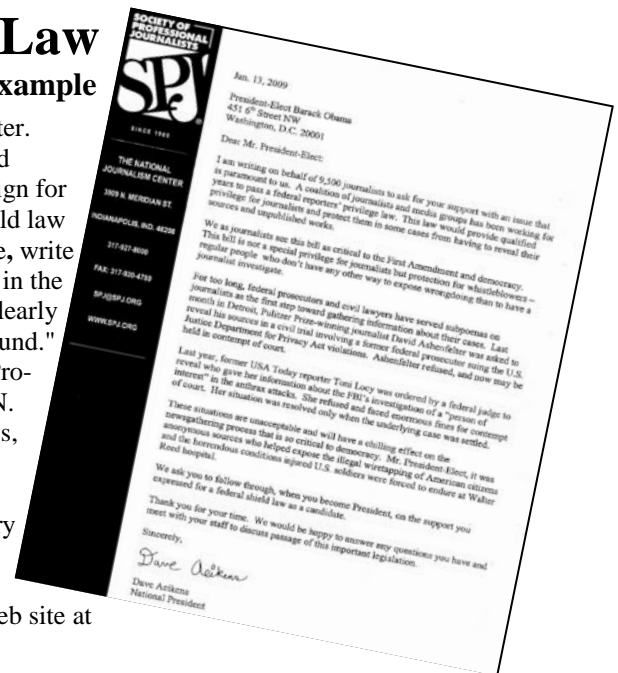 Law
xample
ter.
d
ign for
eld law
e, write
in the
learly
und."
Pro-
N.
s,
ry
eb site at
SOCIETY OF
PROFESSIONAL
JOURNALISTS
SPJ
SINCE 1909
THE NATIONAL
JOURNALISM CENTER
3909 N. MERIDIAN ST.
INDIANAPOLIS, IND. 46208
317-927-8000
FAX: 317-920-4789
SPJ@SPJ.ORG
WWW.SPJ.ORG
Jan. 13, 2009
President-Elect Barack Obama
451 6th Street NW
Washington, D.C. 20001
Dear Mr. President-Elect:
I am writing on behalf of 9,500 journalists to ask for your support with an issue that
is paramount to us. A coalition of journalists and media groups has been working for
years to pass a federal reporters' privilege law. This law would provide qualified
privilege for journalists and protect them in some cases from having to reveal their
sources and unpublished works.
We as journalists see this bill as critical to the First Amendment and democracy.
This bill is not a special privilege for journalists but protection for whistleblowers –
regular people who don't have any other way to expose wrongdoing than to have a
journalist investigate.
For too long, federal prosecutors and civil lawyers have served subpoenas on
journalists as the first step toward gathering information about their cases. Last
month in Detroit, Pulitzer Prize-winning journalist David Ashenfelter was asked to
reveal his sources in a civil trial involving a former federal prosecutor suing the U.S.
Justice Department for Privacy Act violations. Ashenfelter refused, and now may be
held in contempt of court.
Last year, former USA Today reporter Toni Locy was ordered by a federal judge to
reveal who gave her information about the FBI's investigation of a "person of
interest" in the anthrax attacks. She refused and faced enormous fines for contempt
of court. Her situation was resolved only when the underlying case was settled.
These situations are unacceptable and will have a chilling effect on the
newsgathering process that is so critical to democracy. Mr. President-Elect, it was
anonymous sources who helped expose the illegal wiretapping of American citizens
and the horrendous conditions injured U.S. soldiers were forced to endure at Walter
Reed hospital.
We ask you to follow through, when you become President, on the support you
expressed for a federal shield law as a candidate.
Thank you for your time. We would be happy to answer any questions you have and
meet with your staff to discuss passage of this important legislation.
Sincerely,
Dave Aeikens
Dave Aeikens
National President